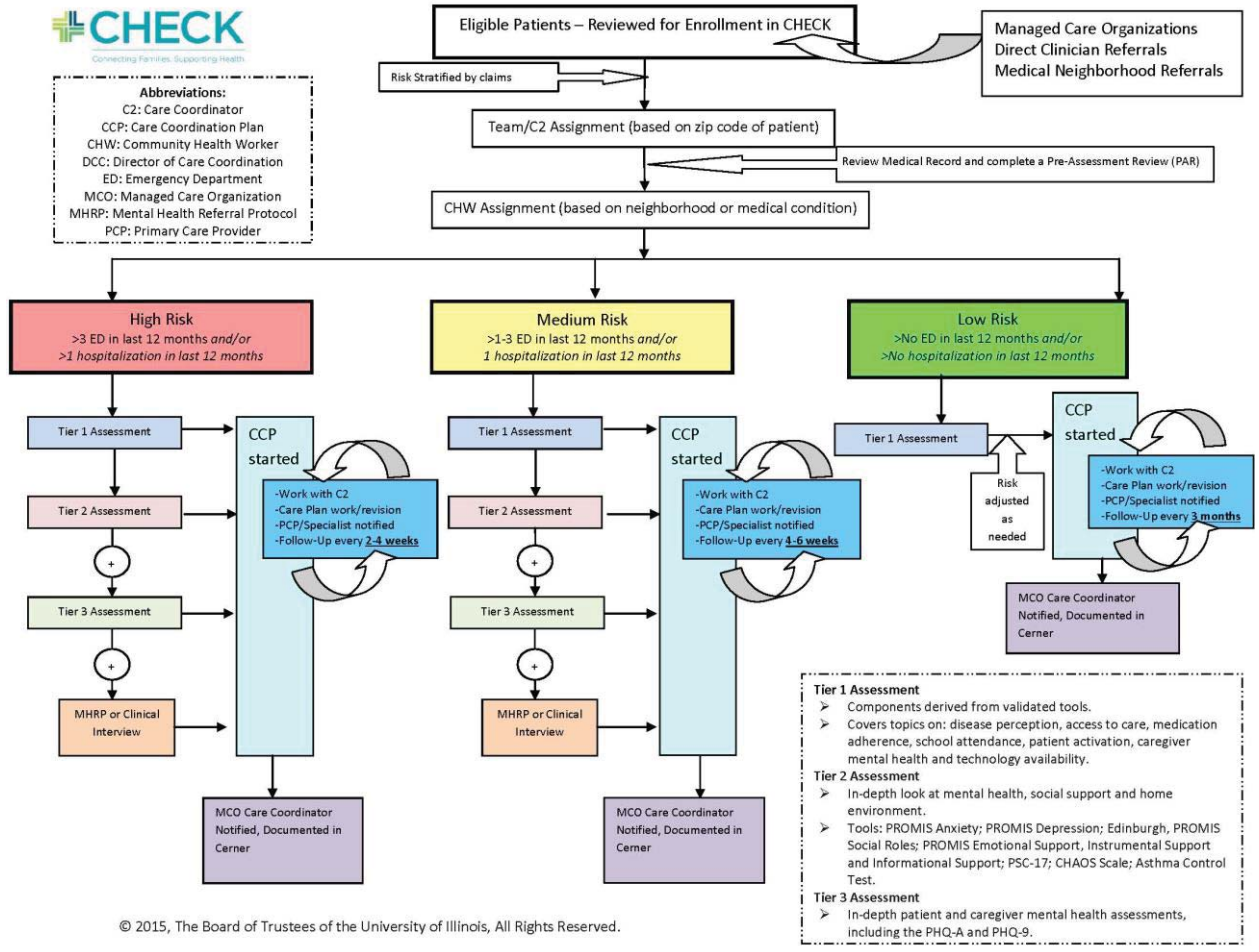 CHECK
Connecting Families. Supporting Health.
Eligible Patients – Reviewed for Enrollment in CHECK
Managed Care Organizations
Direct Clinician Referrals
Medical Neighborhood Referrals
Risk Stratified by claims
Abbreviations:
C2: Care Coordinator
CCP: Care Coordination Plan
CHW: Community Health Worker
DCC: Director of Care Coordination
ED: Emergency Department
MCO: Managed Care Organization
MHRP: Mental Health Referral Protocol
PCP: Primary Care Provider
Team/C2 Assignment (based on zip code of patient)
Review Medical Record and complete a Pre-Assessment Review (PAR)
CHW Assignment (based on neighborhood or medical condition)
High Risk
>3 ED in last 12 months and/or
>1 hospitalization in last 12 months
Tier 1 Assessment
Tier 2 Assessment
+
Tier 3 Assessment
+
MHRP or Clinical
Interview
CCP
started
-Work with C2
-Care Plan work/revision
-PCP/Specialist notified
-Follow-Up every 2-4 weeks
MCO Care Coordinator
Notified, Documented in
Cerner
Medium Risk
>1-3 ED in last 12 months and/or
1 hospitalization in last 12 months
Tier 1 Assessment
Tier 2 Assessment
+
Tier 3 Assessment
+
MHRP or Clinical
Interview
CCP
started
-Work with C2
-Care Plan work/revision
-PCP/Specialist notified
-Follow-Up every 4-6 weeks
MCO Care Coordinator
Notified, Documented in
Cerner
Low Risk
>No ED in last 12 months and/or
>No hospitalization in last 12 months
Tier 1 Assessment
Risk
adjusted
as
needed
CCP
started
-Work with C2
-Care Plan work/revision
-PCP/Specialist notified
-Follow-Up every 3 months
MCO Care Coordinator
Notified, Documented in
Cerner
Tier 1 Assessment
➢ Components derived from validated tools.
➢ Covers topics on: disease perception, access to care, medication
adherence, school attendance, patient activation, caregiver
mental health and technology availability.
Tier 2 Assessment
➢ In-depth look at mental health, social support and home
environment.
➢ Tools: PROMIS Anxiety; PROMIS Depression; Edinburgh, PROMIS
Social Roles; PROMIS Emotional Support, Instrumental Support
and Informational Support; PSC-17; CHAOS Scale; Asthma Control
Test.
Tier 3 Assessment
➢ In-depth patient and caregiver mental health assessments,
including the PHQ-A and PHQ-9.
© 2015, The Board of Trustees of the University of Illinois, All Rights Reserved.